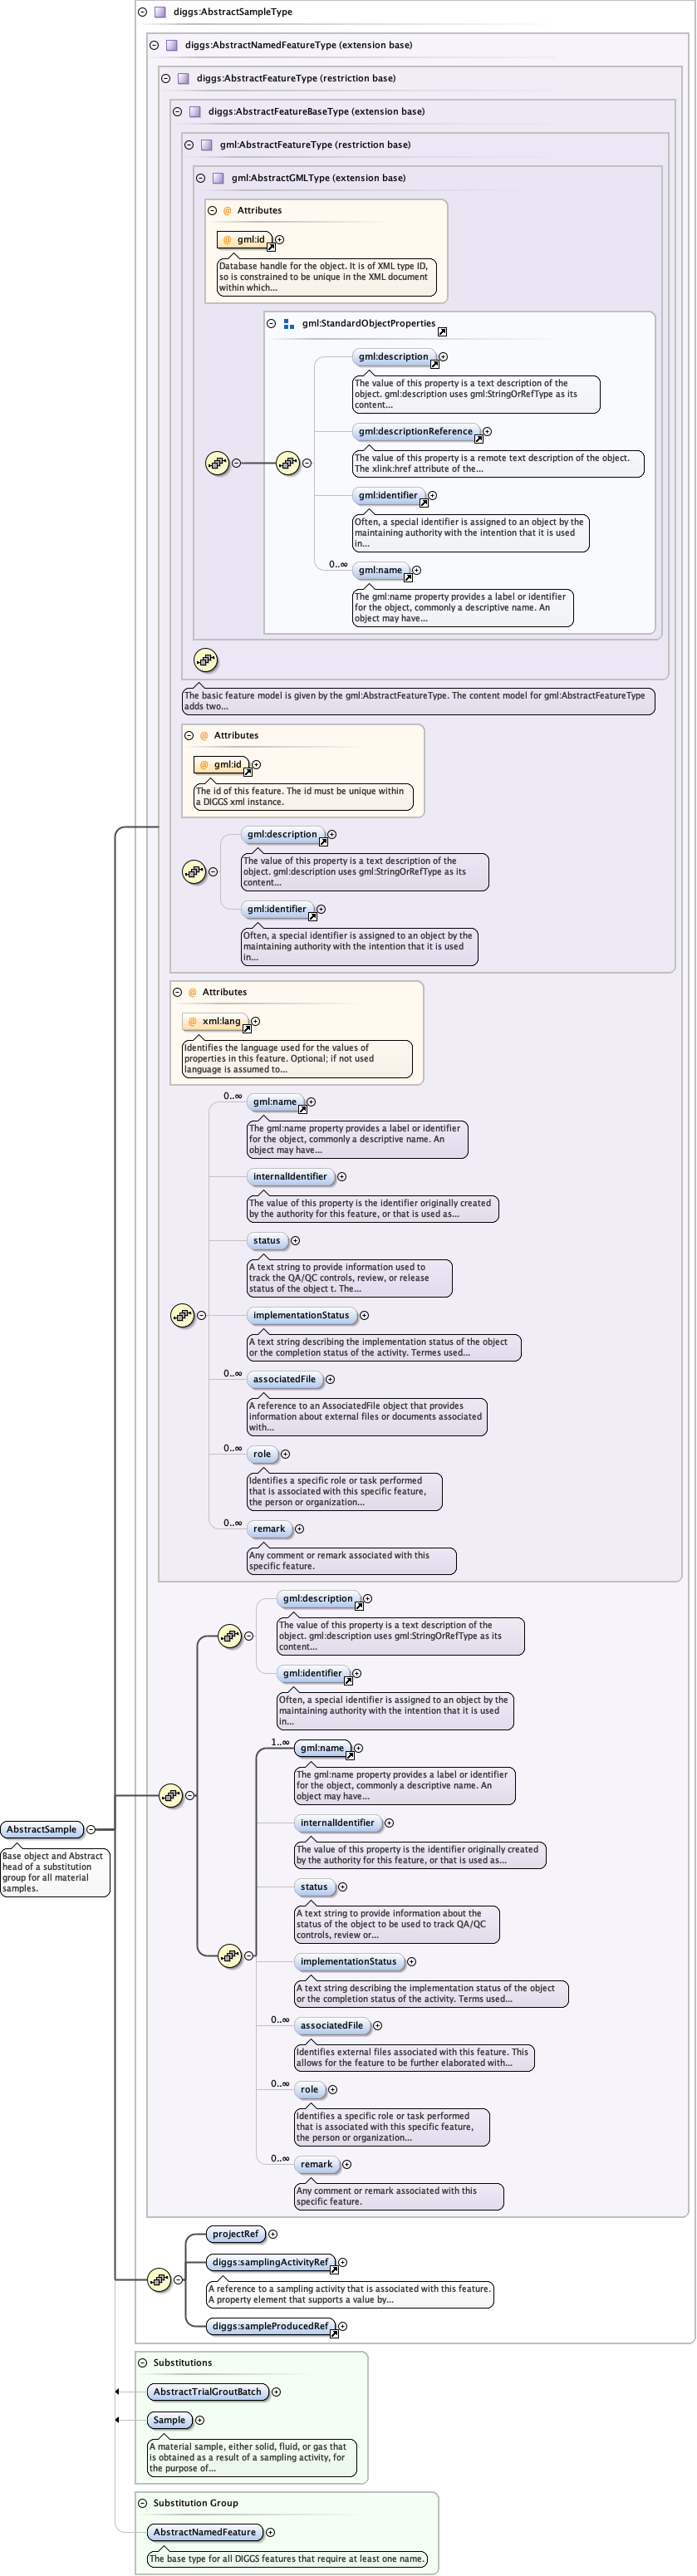 diggs:AbstractSampleType
diggs:AbstractNamedFeatureType (extension base)
diggs:AbstractFeatureType (restriction base)
diggs:AbstractFeatureBaseType (extension base)
gml:AbstractFeatureType (restriction base)
gml:AbstractGMLType (extension base)
@ Attributes
@ gml:id
Database handle for the object. It is of XML type ID,
so is constrained to be unique in the XML document
within which...
gml:StandardObjectProperties
gml:description
The value of this property is a text description of the
object. gml:description uses gml:StringOrRefType as its
content...
gml:descriptionReference
The value of this property is a remote text description of the object.
The xlink:href attribute of the...
gml:identifier
Often, a special identifier is assigned to an object by the
maintaining authority with the intention that it is used
in...
0..∞
gml:name
The gml:name property provides a label or identifier
for the object, commonly a descriptive name. An
object may have...
The basic feature model is given by the gml:AbstractFeatureType. The content model for gml:AbstractFeatureType
adds two...
@ Attributes
@ gml:id
The id of this feature. The id must be unique within
a DIGGS xml instance.
gml:description
The value of this property is a text description of the
object. gml:description uses gml:StringOrRefType as its
content...
gml:identifier
Often, a special identifier is assigned to an object by the
maintaining authority with the intention that it is used
in...
@ Attributes
@ xml:lang
Identifies the language used for the values of
properties in this feature. Optional; if not used
language is assumed to...
0..∞
gml:name
The gml:name property provides a label or identifier
for the object, commonly a descriptive name. An
object may have...
internalIdentifier
The value of this property is the identifier originally created
by the authority for this feature, or that is used as...
status
A text string to provide information used to
track the QA/QC controls, review, or release
status of the object t. The...
implementationStatus
A text string describing the implementation status of the object
or the completion status of the activity. Termes used...
0..∞
associatedFile
A reference to an AssociatedFile object that provides
information about external files or documents associated
with...
0..∞
role
Identifies a specific role or task performed
that is associated with this specific feature,
the person or organization...
0..∞
remark
Any comment or remark associated with this
specific feature.
gml:description
The value of this property is a text description of the
object. gml:description uses gml:StringOrRefType as its
content...
gml:identifier
Often, a special identifier is assigned to an object by the
maintaining authority with the intention that it is used
in...
1..∞
gml:name
The gml:name property provides a label or identifier
for the object, commonly a descriptive name. An
object may have...
internalIdentifier
The value of this property is the identifier originally created
by the authority for this feature, or that is used as...
AbstractSample
Base object and Abstract
head of a substitution
group for all material
samples.
status
A text string to provide information about the
status of the object to be used to track QA/QC
controls, review or...
implementationStatus
A text string describing the implementation status of the object
or the completion status of the activity. Terms used...
0..∞
associatedFile
Identifies external files associated with this feature. This
allows for the feature to be further elaborated with...
0..∞
role
Identifies a specific role or task performed
that is associated with this specific feature,
the person or organization...
0..∞
remark
Any comment or remark associated with this
specific feature.
projectRef
diggs:samplingActivityRef
A reference to a sampling activity that is associated with this feature.
A property element that supports a value by...
diggs:sampleProducedRef
Substitutions
AbstractTrialGroutBatch
Sample
A material sample, either solid, fluid, or gas that
is obtained as a result of a sampling activity, for
the purpose of...
Substitution Group
AbstractNamedFeature
The base type for all DIGGS features that require at least one name.